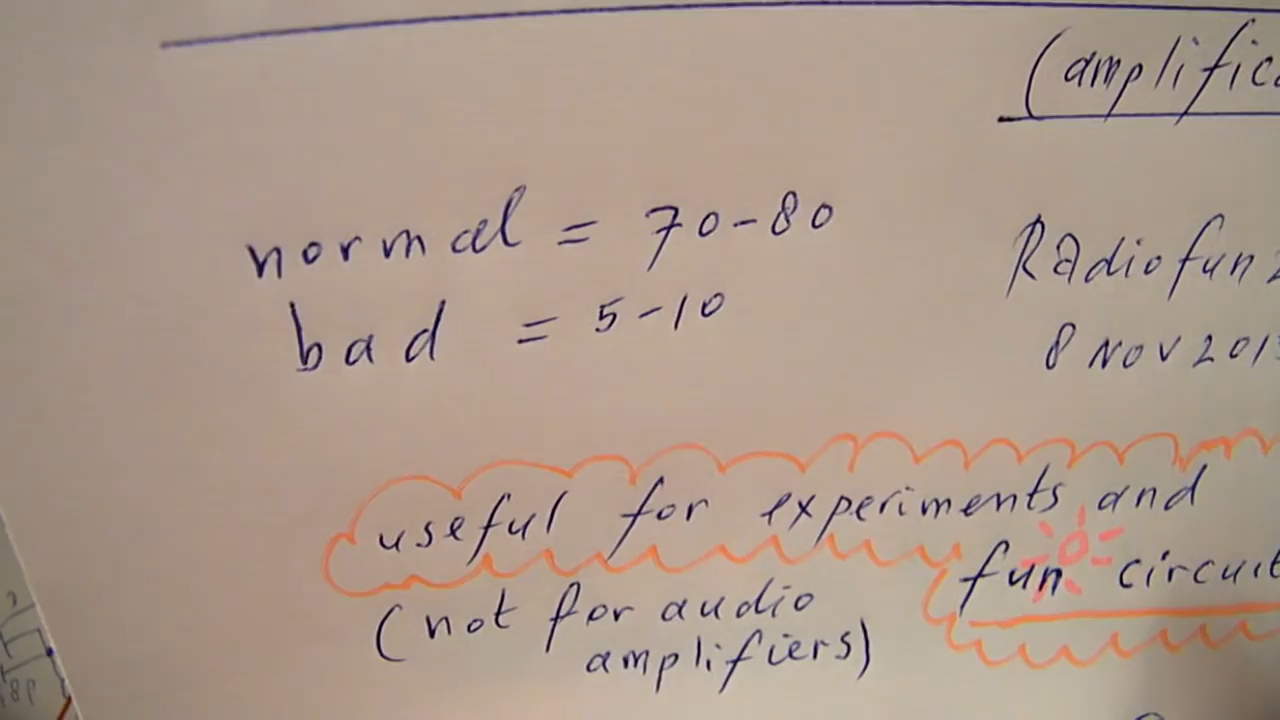 (amplific
normal = 70-80
bad = 5-10
Radiofun
8 NOV 201
useful for experiments and
fun circuit
(not for audio
amplifiers)